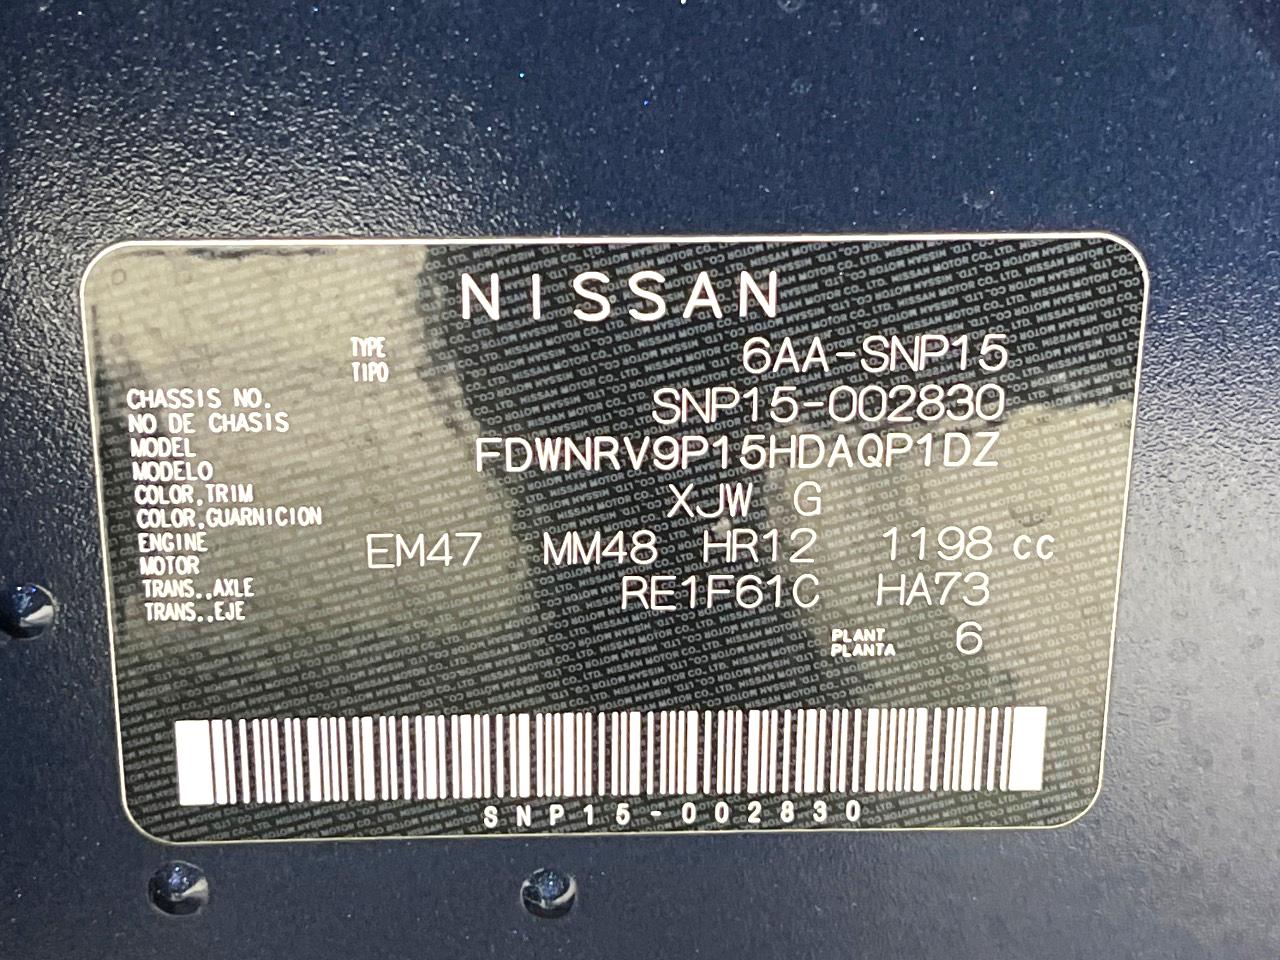 NISSAN
TYPE 6AA-SNP15
TIPO
CHASSIS NO. SNP15-002830
NO DE CHASIS
MODEL FDWNRV9P15HDAQP1DZ
MODELO
COLOR,TRIM XJW G
COLOR,GUARNICION
ENGINE EM47 MM48 HR12 1198 cc
MOTOR
TRANS.,AXLE RE1F61C HA73
TRANS.,EJE
PLANT 6
PLANTA
SNP15-002830